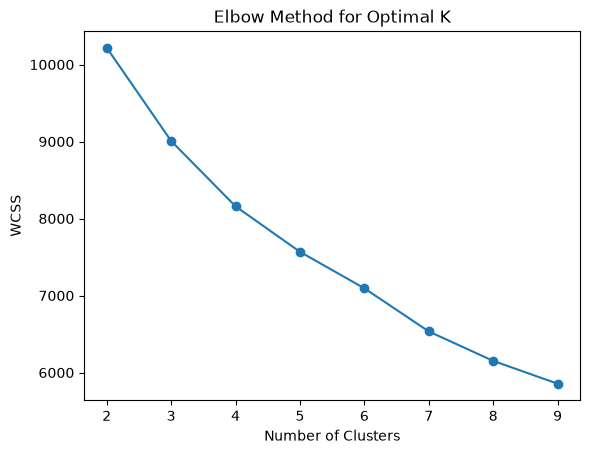 Elbow Method for Optimal K
10000
9000
8000
7000
6000
WCSS
2 3 4 5 6 7 8 9
Number of Clusters